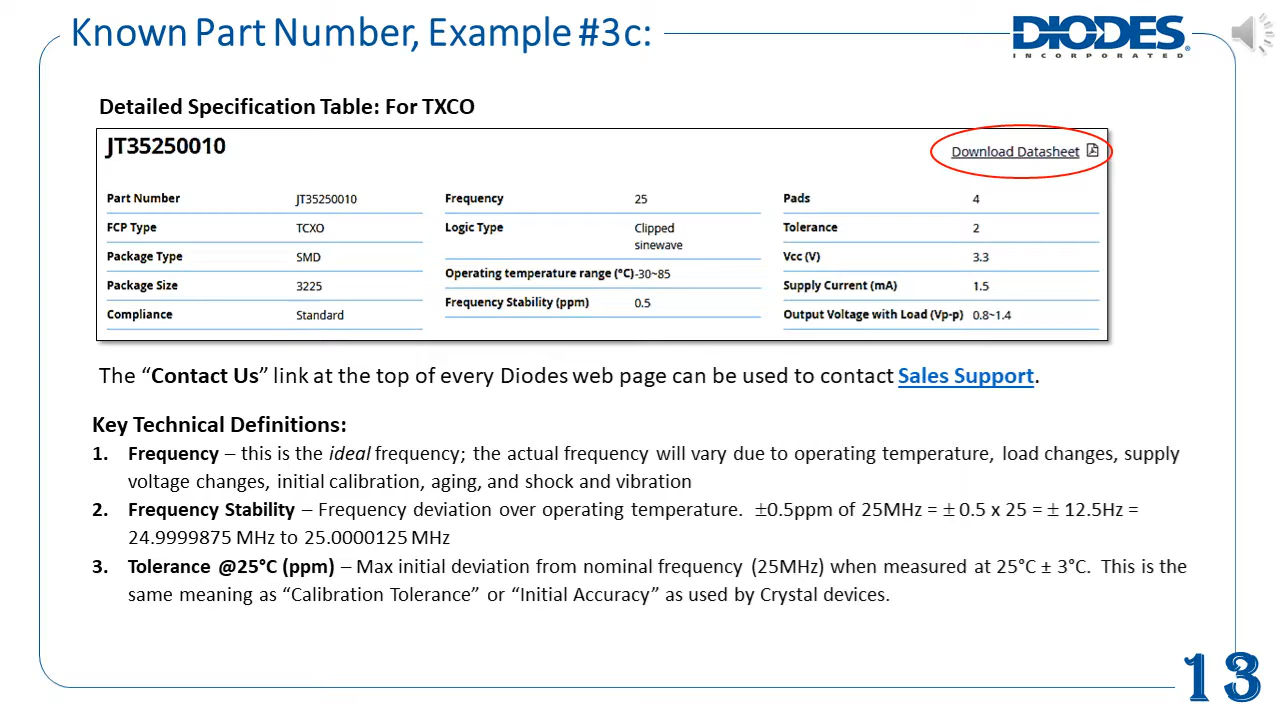 Known Part Number, Example #3c:
DIODES
INCORPORATED
Detailed Specification Table: For TXCO
JT35250010
Download Datasheet
Part Number JT35250010 Frequency 25 Pads 4
FCP Type TCXO Logic Type Clipped sinewave Tolerance 2
Package Type SMD Operating temperature range (°C) -30~85 Vcc (V) 3.3
Package Size 3225 Frequency Stability (ppm) 0.5 Supply Current (mA) 1.5
Compliance Standard Output Voltage with Load (Vp-p) 0.8~1.4
The “Contact Us” link at the top of every Diodes web page can be used to contact Sales Support.
Key Technical Definitions:
1. Frequency – this is the ideal frequency; the actual frequency will vary due to operating temperature, load changes, supply
voltage changes, initial calibration, aging, and shock and vibration
2. Frequency Stability – Frequency deviation over operating temperature. ±0.5ppm of 25MHz = ± 0.5 x 25 = ± 12.5Hz =
24.9999875 MHz to 25.0000125 MHz
3. Tolerance @25°C (ppm) – Max initial deviation from nominal frequency (25MHz) when measured at 25°C ± 3°C. This is the
same meaning as “Calibration Tolerance” or “Initial Accuracy” as used by Crystal devices.
13